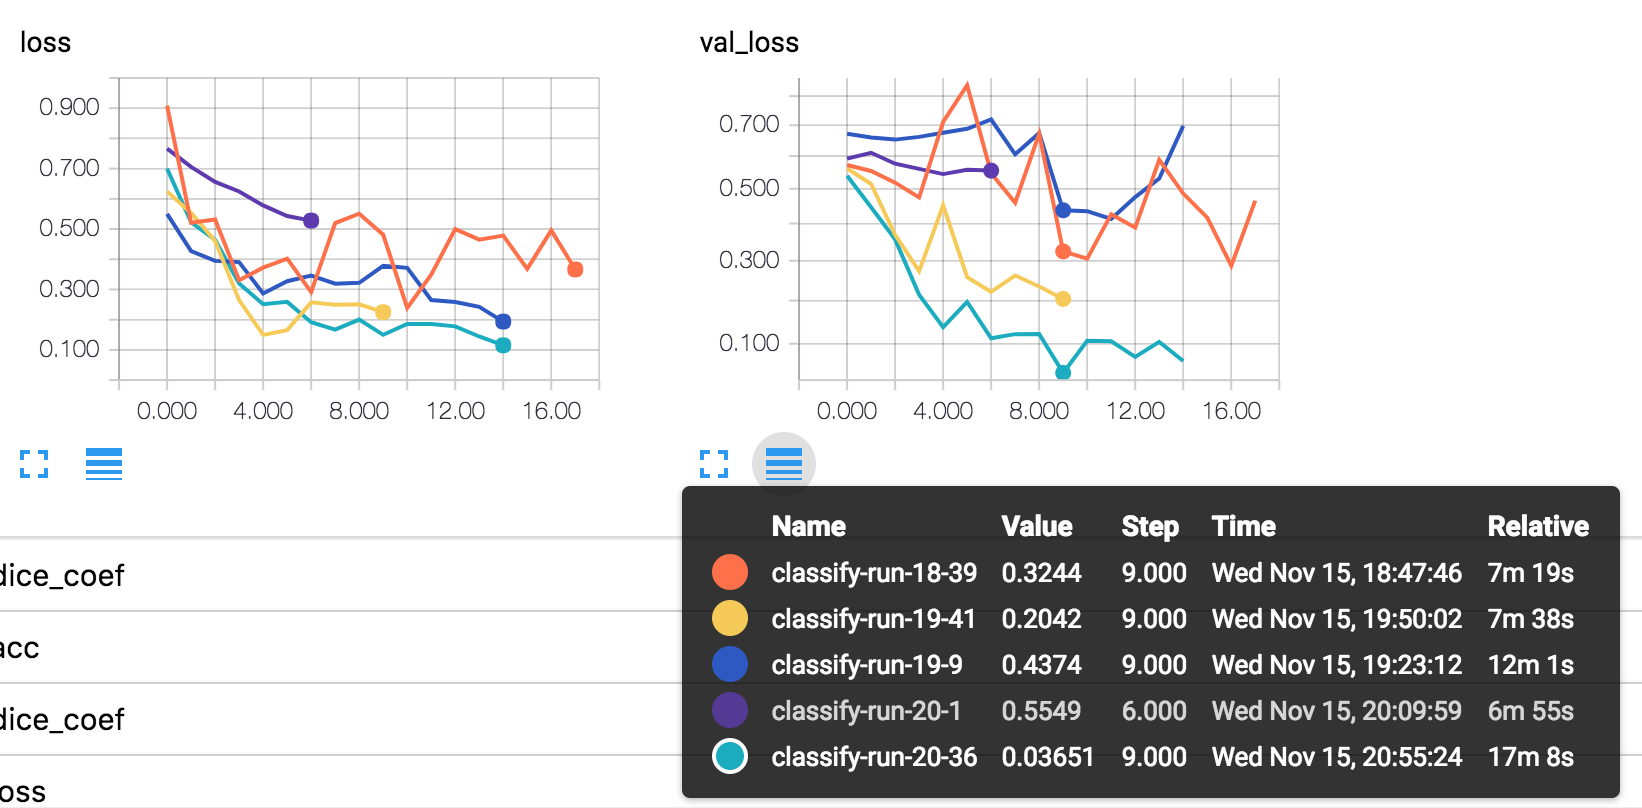 loss
val_loss
0.900
0.700
0.500
0.300
0.100
0.000 4.000 8.000 12.00 16.00
0.700
0.500
0.300
0.100
0.000 4.000 8.000 12.00 16.00
Name Value Step Time Relative
classify-run-18-39 0.3244 9.000 Wed Nov 15, 18:47:46 7m 19s
classify-run-19-41 0.2042 9.000 Wed Nov 15, 19:50:02 7m 38s
classify-run-19-9 0.4374 9.000 Wed Nov 15, 19:23:12 12m 1s
classify-run-20-1 0.5549 6.000 Wed Nov 15, 20:09:59 6m 55s
classify-run-20-36 0.03651 9.000 Wed Nov 15, 20:55:24 17m 8s
dice_coef
acc
dice_coef
oss